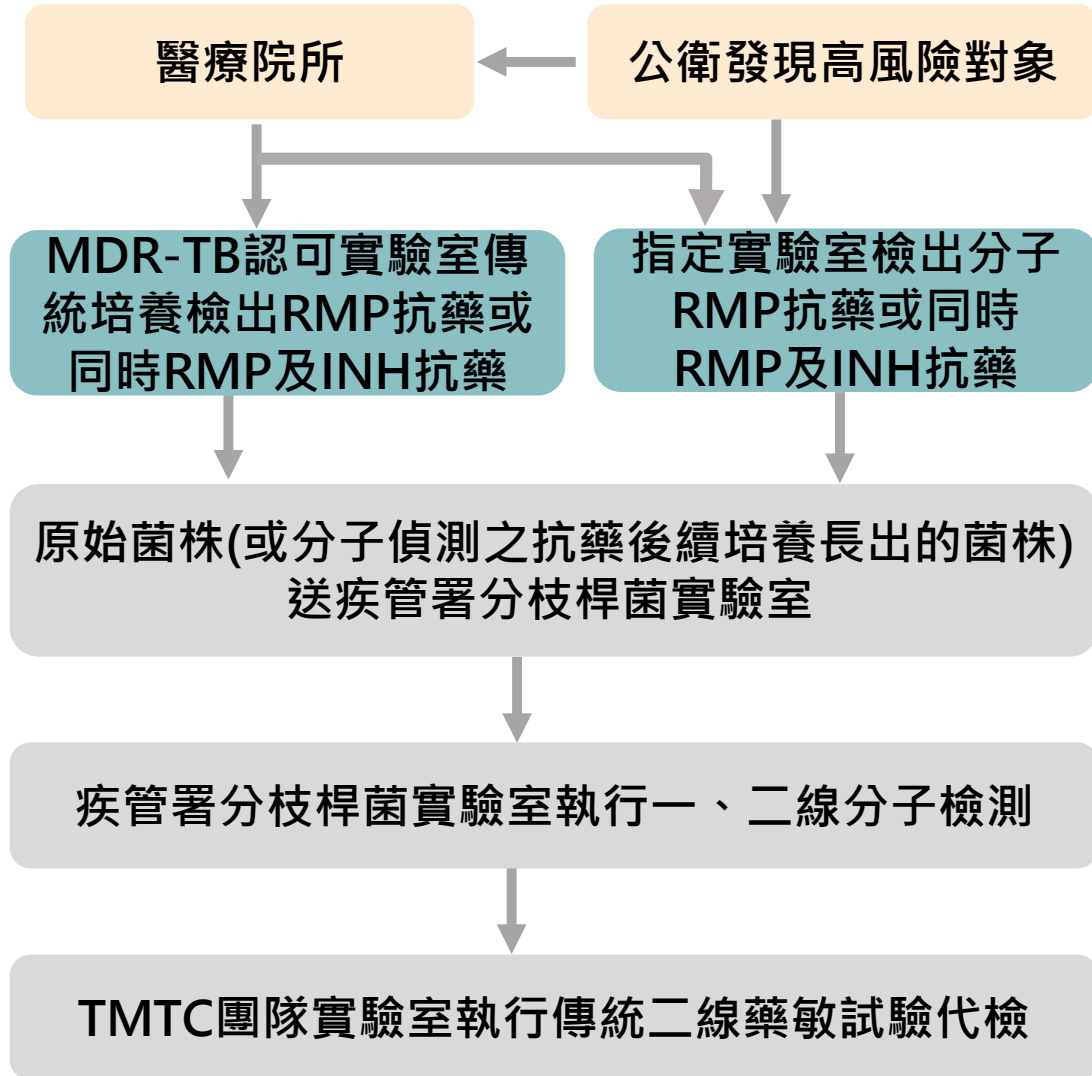 醫療院所
公衛發現高風險對象
MDR-TB認可實驗室傳
統培養檢出RMP抗藥或
同時RMP及INH抗藥
指定實驗室檢出分子
RMP抗藥或同時
RMP及INH抗藥
原始菌株(或分子偵測之抗藥後續培養長出的菌株)
送疾管署分枝桿菌實驗室
疾管署分枝桿菌實驗室執行一、二線分子檢測
TMTC團隊實驗室執行傳統二線藥敏試驗代檢